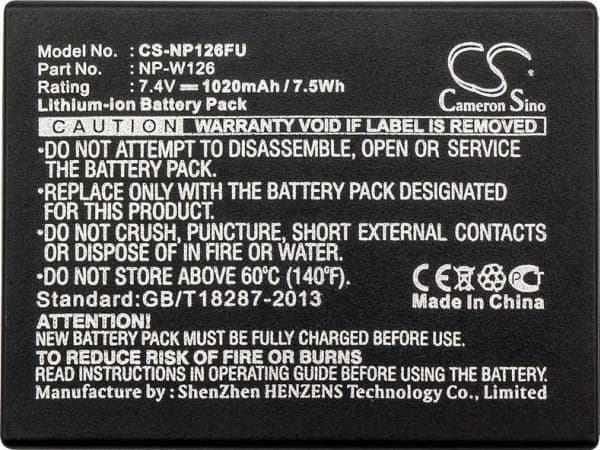 Model No.: CS-NP126FU
Part No.: NP-W126
Rating : 7.4V 1020mAh / 7.5Wh
Lithium-ion Battery Pack
CS
Cameron Sino
CAUTION WARRANTY VOID IF LABEL IS REMOVED
•DO NOT ATTEMPT TO DISASSEMBLE, OPEN OR SERVICE
THE BATTERY PACK.
•REPLACE ONLY WITH THE BATTERY PACK DESIGNATED
FOR THIS PRODUCT.
•DO NOT CRUSH, PUNCTURE, SHORT EXTERNAL CONTACTS
OR DISPOSE OF IN FIRE OR WATER.
•DO NOT STORE ABOVE 60°C (140°F).
Standard:GB/T18287-2013
CE PCT
Made In China
ATTENTION!
NEW BATTERY PACK MUST BE FULLY CHARGED BEFORE USE.
TO REDUCE RISK OF FIRE OR BURNS
READ INSTRUCTIONS IN OPERATING GUIDE BEFORE CHARGING.
Manufacture by : ShenZhen HENZENS Technology Co., Limited